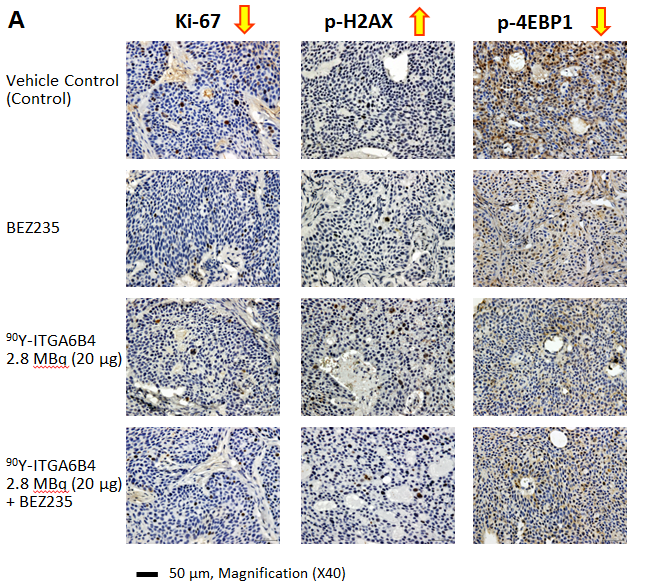 A
Ki-67
p-H2AX
p-4EBP1
Vehicle Control
(Control)
BEZ235
⁹⁰Y-ITGA6B4
2.8 MBq (20 µg)
⁹⁰Y-ITGA6B4
2.8 MBq (20 µg)
+ BEZ235
50 µm, Magnification (X40)